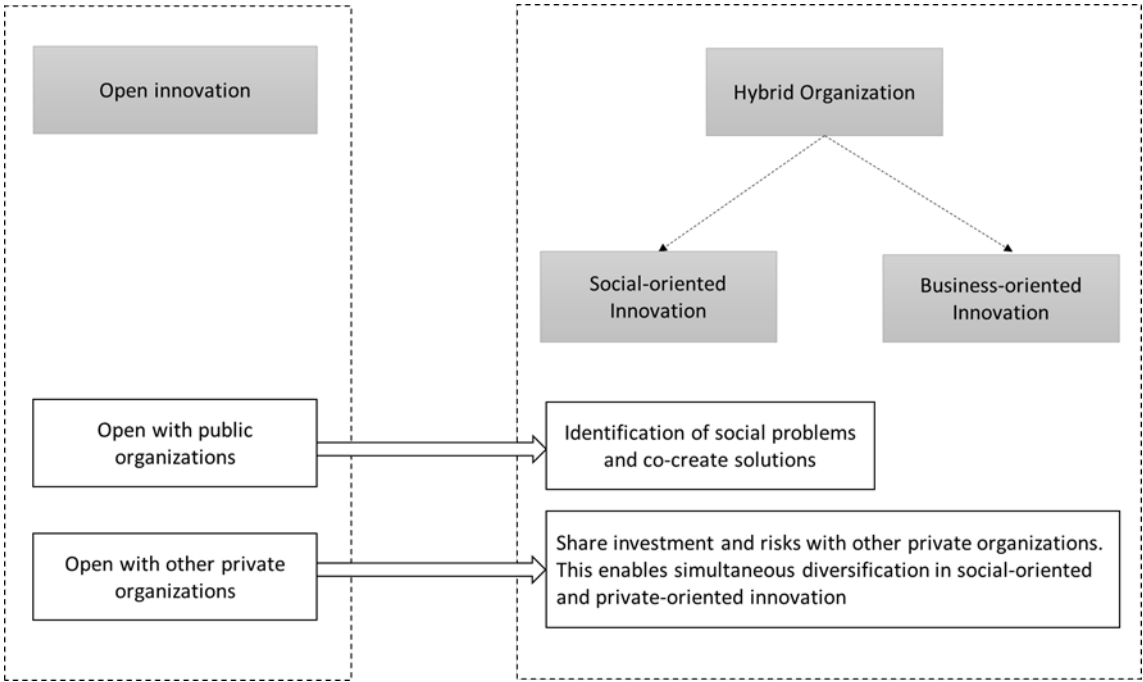 Open innovation
Hybrid Organization
Social-oriented
Innovation
Business-oriented
Innovation
Open with public
organizations
Identification of social problems
and co-create solutions
Open with other private
organizations
Share investment and risks with other private organizations.
This enables simultaneous diversification in social-oriented
and private-oriented innovation